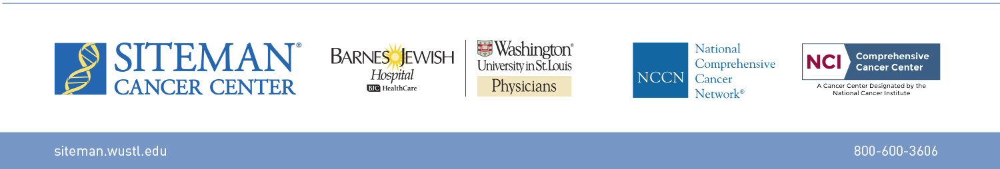 SITEMAN®
CANCER CENTER
BARNES JEWISH
Hospital
BJC HealthCare
Washington®
University in St. Louis
Physicians
NCCN
National
Comprehensive
Cancer
Network®
NCI
Comprehensive
Cancer Center
A Cancer Center Designated by the
National Cancer Institute
siteman.wustl.edu
800-600-3606